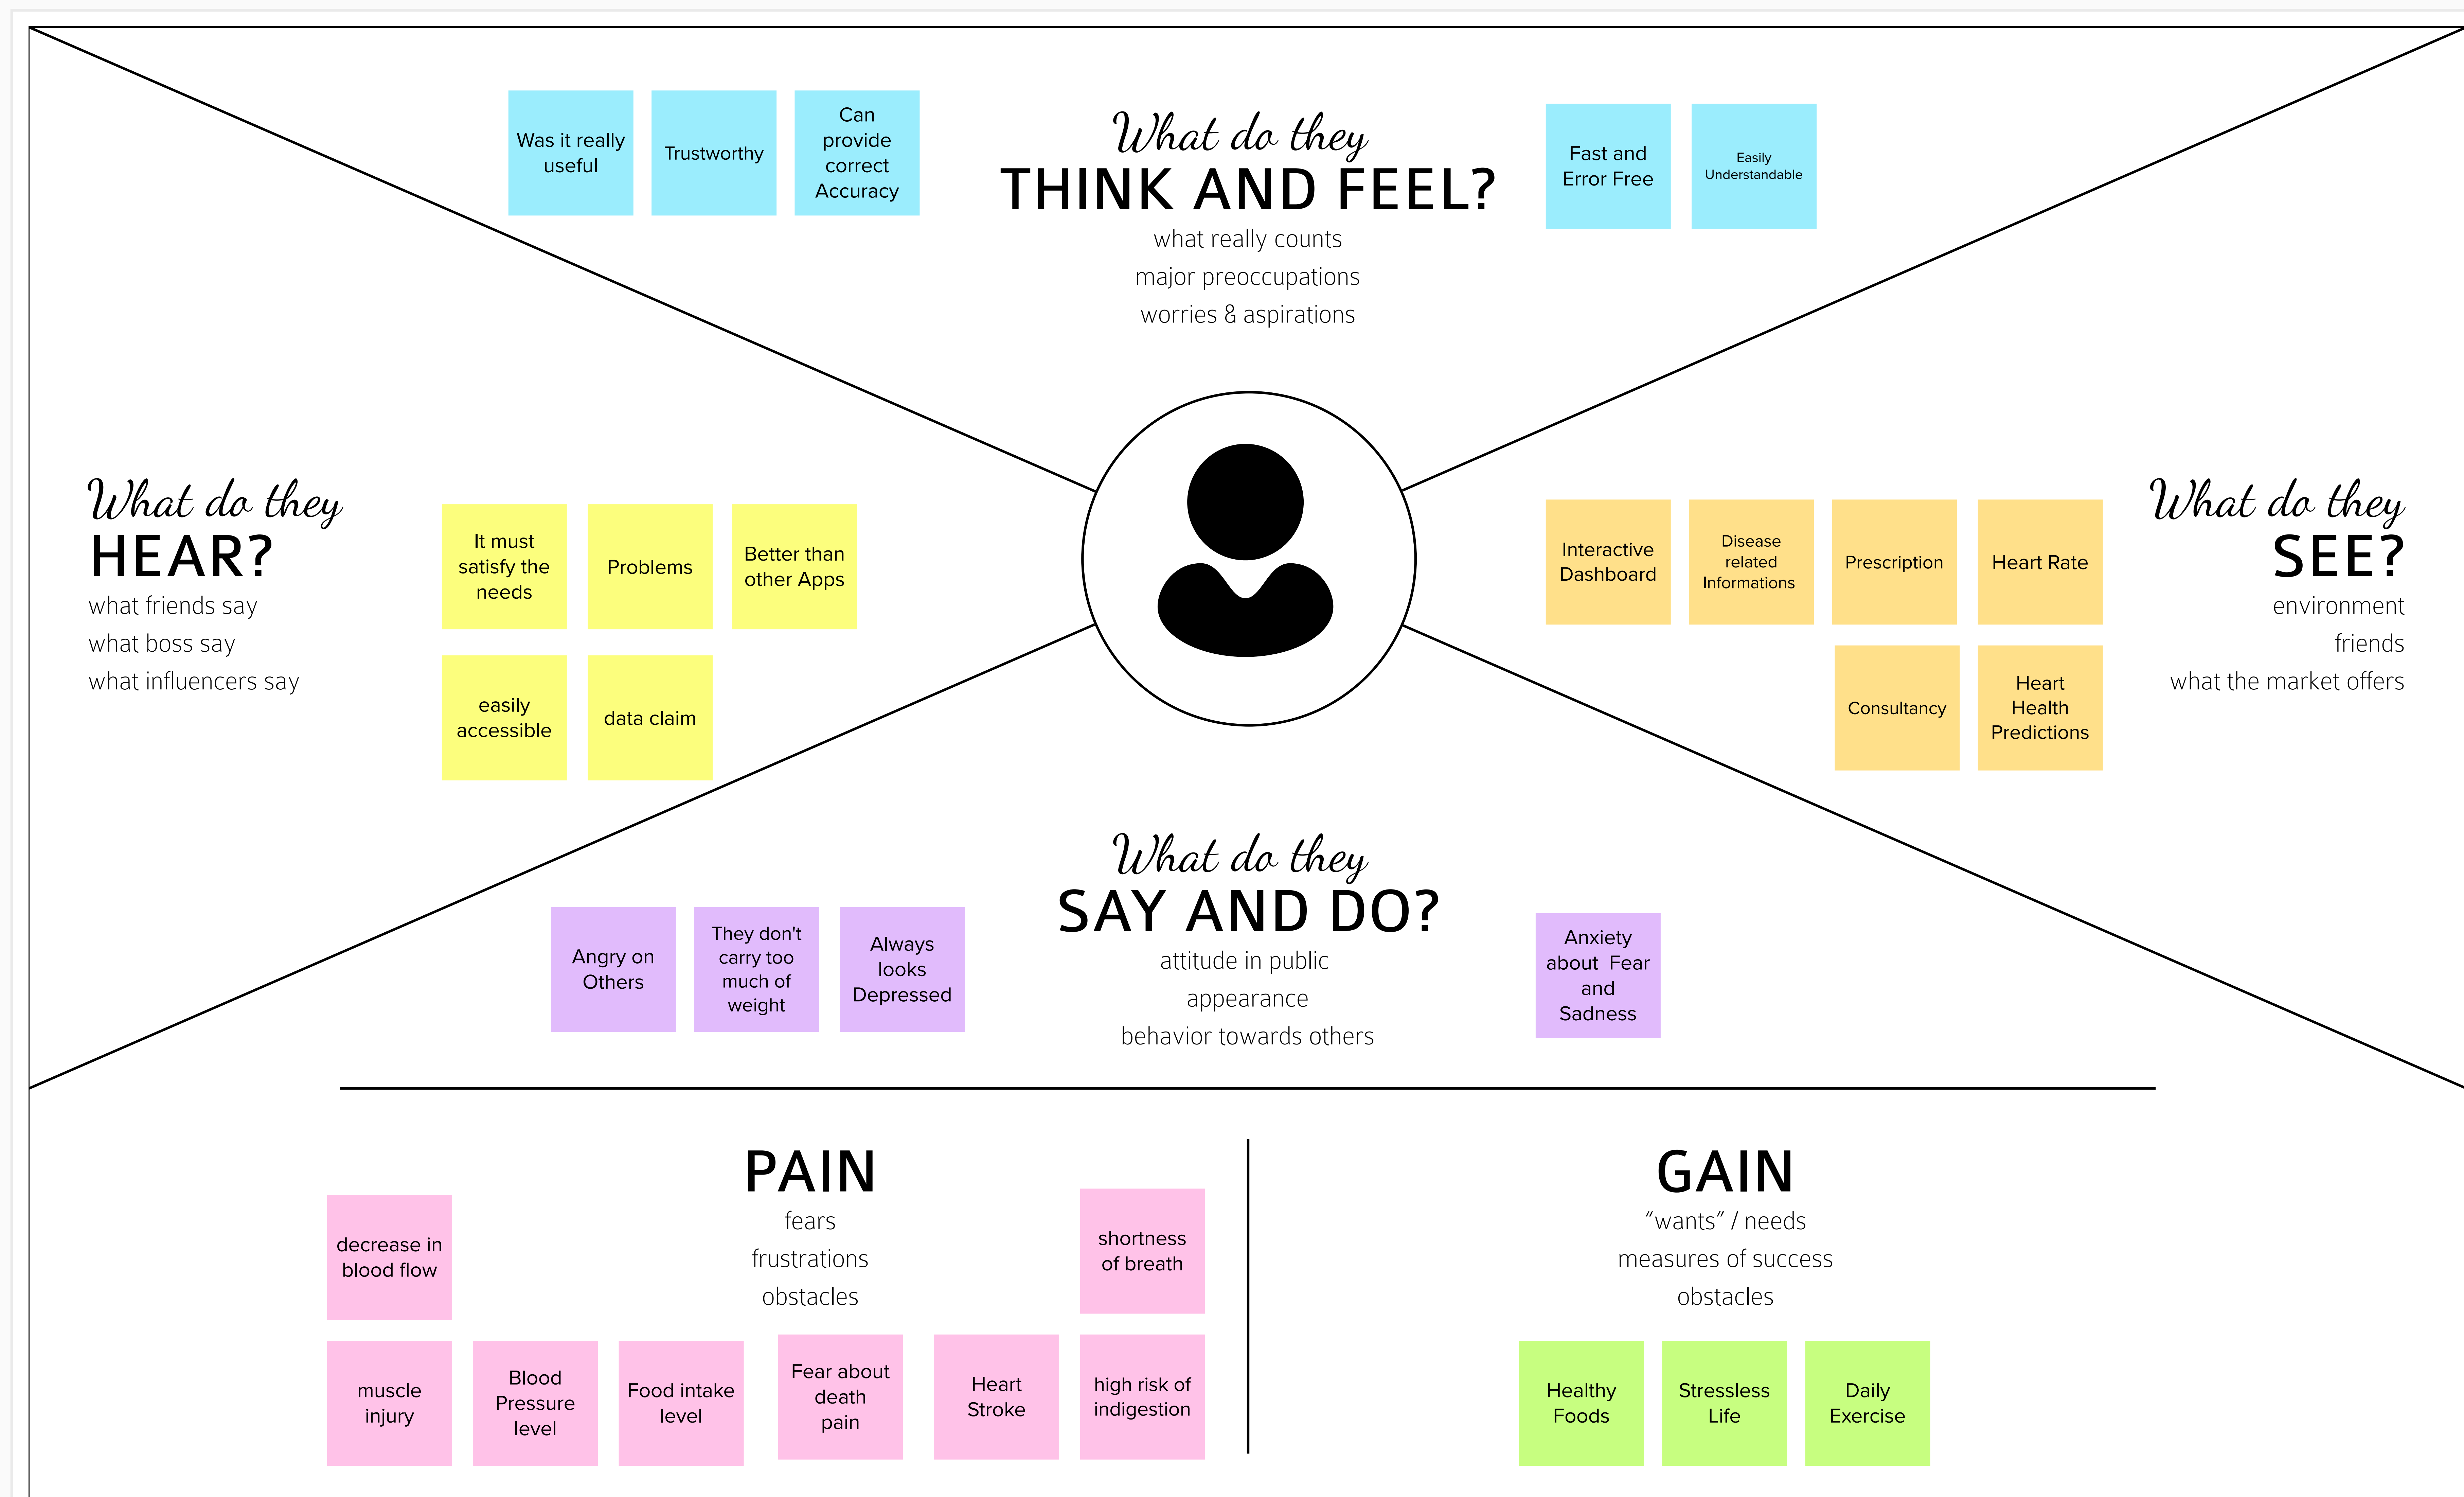 Was it really
useful
Trustworthy
Can
provide
correct
Accuracy
What do they
THINK AND FEEL?
what really counts
major preoccupations
worries & aspirations
Fast and
Error Free
Easily
Understandable
What do they
HEAR?
what friends say
what boss say
what influencers say
It must
satisfy the
needs
Problems
Better than
other Apps
easily
accessible
data claim
Interactive
Dashboard
Disease
related
Informations
Prescription
Heart Rate
Consultancy
Heart
Health
Predictions
What do they
SEE?
environment
friends
what the market offers
Angry on
Others
They don't
carry too
much of
weight
Always
looks
Depressed
What do they
SAY AND DO?
attitude in public
appearance
behavior towards others
Anxiety
about  Fear
and
Sadness
PAIN
fears
frustrations
obstacles
decrease in
blood flow
shortness
of breath
muscle
injury
Blood
Pressure
level
Food intake
level
Fear about
death
pain
Heart
Stroke
high risk of
indigestion
GAIN
“wants” / needs
measures of success
obstacles
Healthy
Foods
Stressless
Life
Daily
Exercise